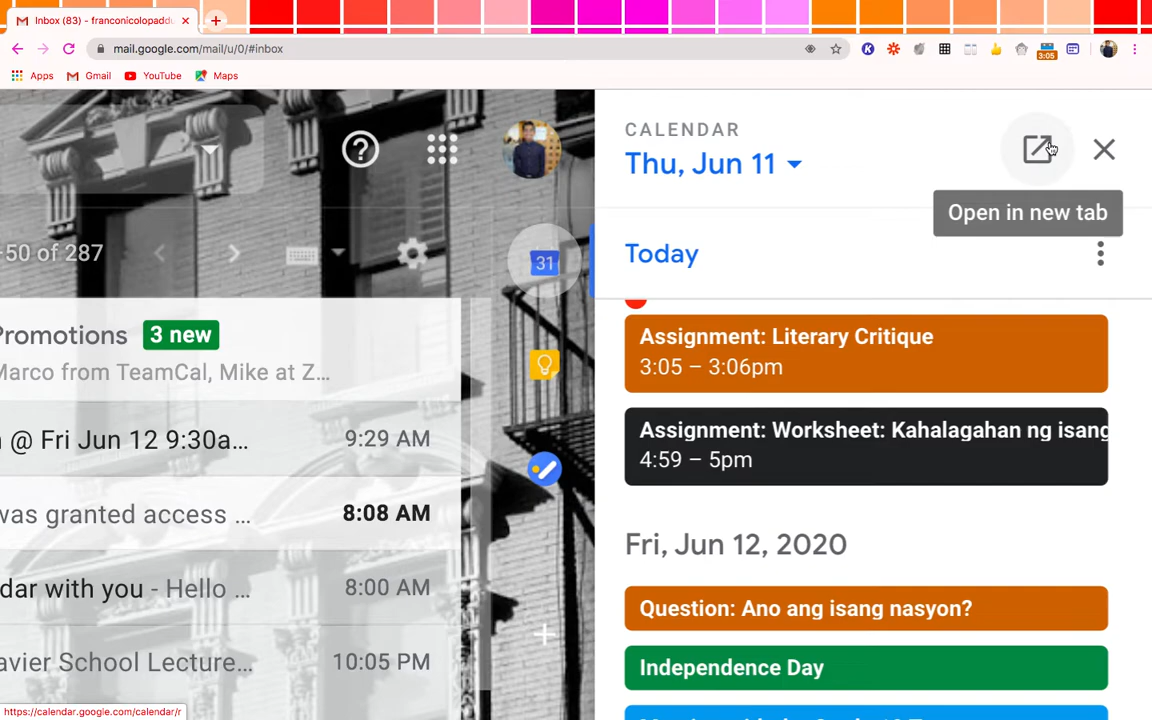 Inbox (83) - franconicolopaddu
mail.google.com/mail/u/0/#inbox
3:05
Apps
Gmail
YouTube
Maps
CALENDAR
Thu, Jun 11
Open in new tab
-50 of 287
31
Today
Promotions 3 new
Marco from TeamCal, Mike at Z...
@ Fri Jun 12 9:30a... 9:29 AM
was granted access ... 8:08 AM
dar with you - Hello ... 8:00 AM
avier School Lecture... 10:05 PM
Assignment: Literary Critique
3:05 – 3:06pm
Assignment: Worksheet: Kahalagahan ng isang
4:59 – 5pm
Fri, Jun 12, 2020
Question: Ano ang isang nasyon?
Independence Day
https://calendar.google.com/calendar/r